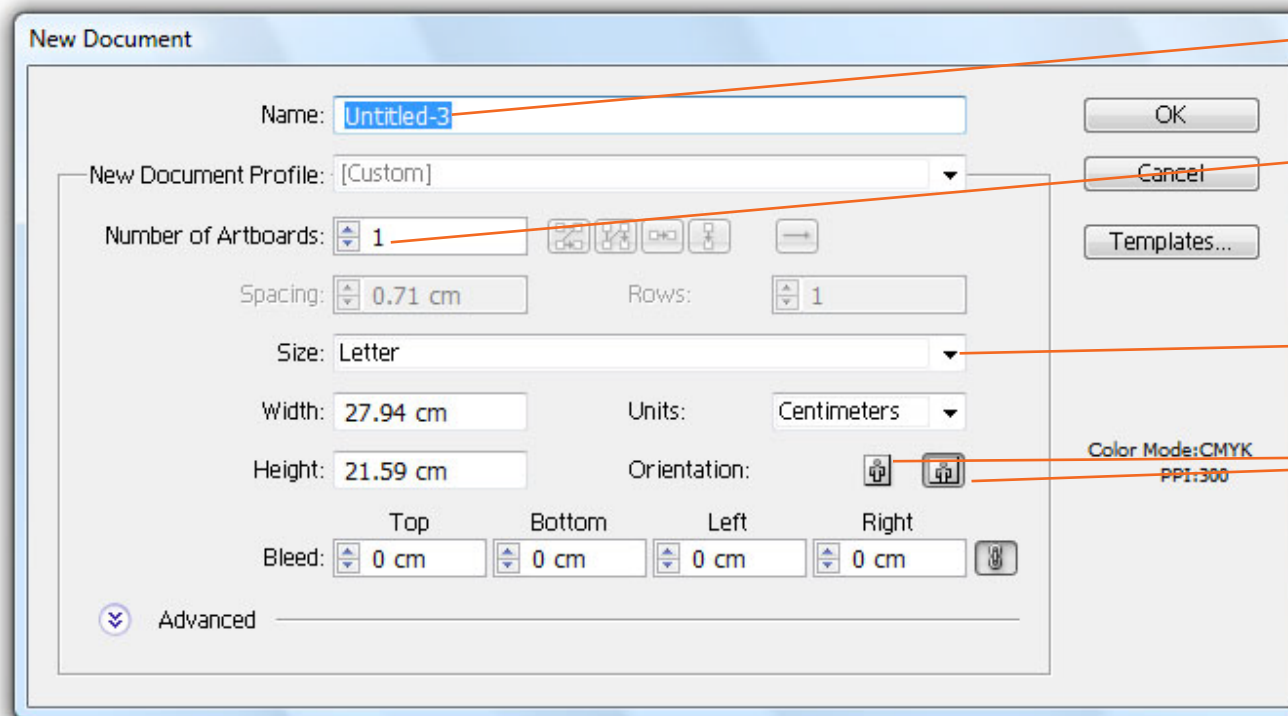 New Document
Name: Untitled-3
OK
New Document Profile: [Custom]
Cancel
Number of Artboards: 1
Templates...
Spacing: 0.71 cm Rows: 1
Size: Letter
Width: 27.94 cm Units: Centimeters
Height: 21.59 cm Orientation:
Color Mode:CMYK
PPI:300
Top Bottom Left Right
Bleed: 0 cm 0 cm 0 cm 0 cm
Advanced